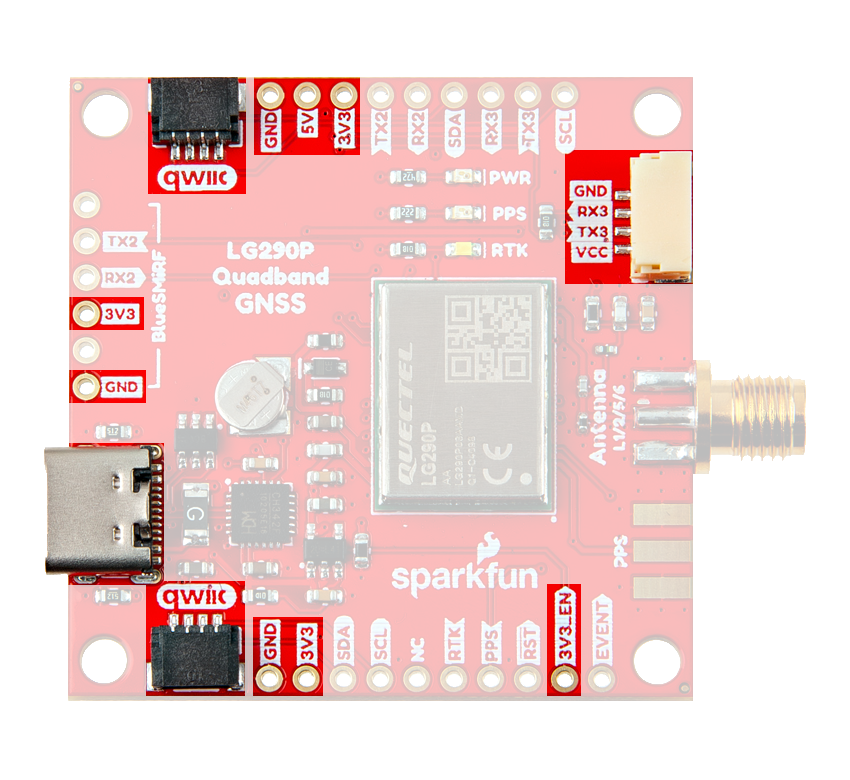 GND
5V
3V3
TX2
RX2
SDA
RX3
TX3
SCL
qwiic
PWR
PPS
RTK
GND
RX3
TX3
VCC
TX2
RX2
3V3
GND
BlueSMiRF
LG290P
Quadband
GNSS
QUECTEL
LG290P
CE
Antenna
L1/2/5/6
PPS
G
sparkfun
qwiic
GND
3V3
SDA
SCL
NC
RTK
PPS
RST
3V3_EN
EVENT